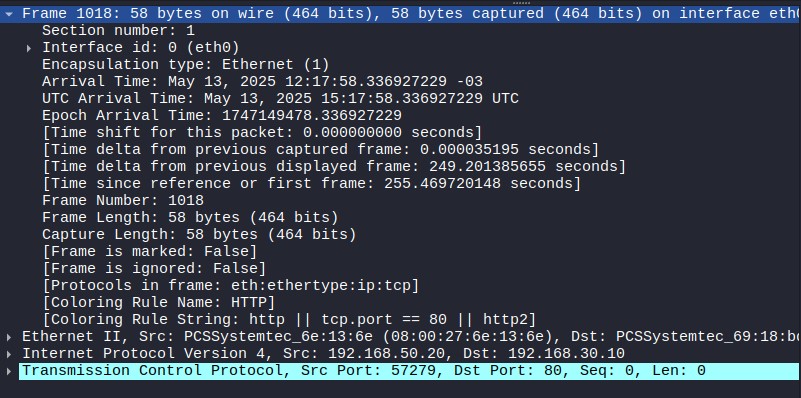 Frame 1018: 58 bytes on wire (464 bits), 58 bytes captured (464 bits) on interface eth
Section number: 1
Interface id: 0 (eth0)
Encapsulation type: Ethernet (1)
Arrival Time: May 13, 2025 12:17:58.336927229 -03
UTC Arrival Time: May 13, 2025 15:17:58.336927229 UTC
Epoch Arrival Time: 1747149478.336927229
[Time shift for this packet: 0.000000000 seconds]
[Time delta from previous captured frame: 0.000035195 seconds]
[Time delta from previous displayed frame: 249.201385655 seconds]
[Time since reference or first frame: 255.469720148 seconds]
Frame Number: 1018
Frame Length: 58 bytes (464 bits)
Capture Length: 58 bytes (464 bits)
[Frame is marked: False]
[Frame is ignored: False]
[Protocols in frame: eth:ethertype:ip:tcp]
[Coloring Rule Name: HTTP]
[Coloring Rule String: http || tcp.port == 80 || http2]
Ethernet II, Src: PCSSystemtec_6e:13:6e (08:00:27:6e:13:6e), Dst: PCSSystemtec_69:18:b
Internet Protocol Version 4, Src: 192.168.50.20, Dst: 192.168.30.10
Transmission Control Protocol, Src Port: 57279, Dst Port: 80, Seq: 0, Len: 0